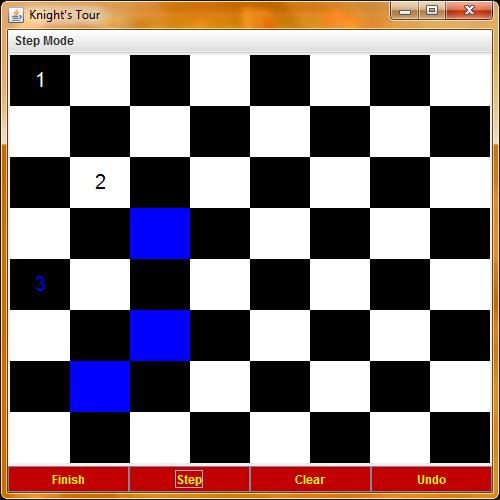 Knight's Tour
Step Mode
1
2
3
Finish Step Clear Undo